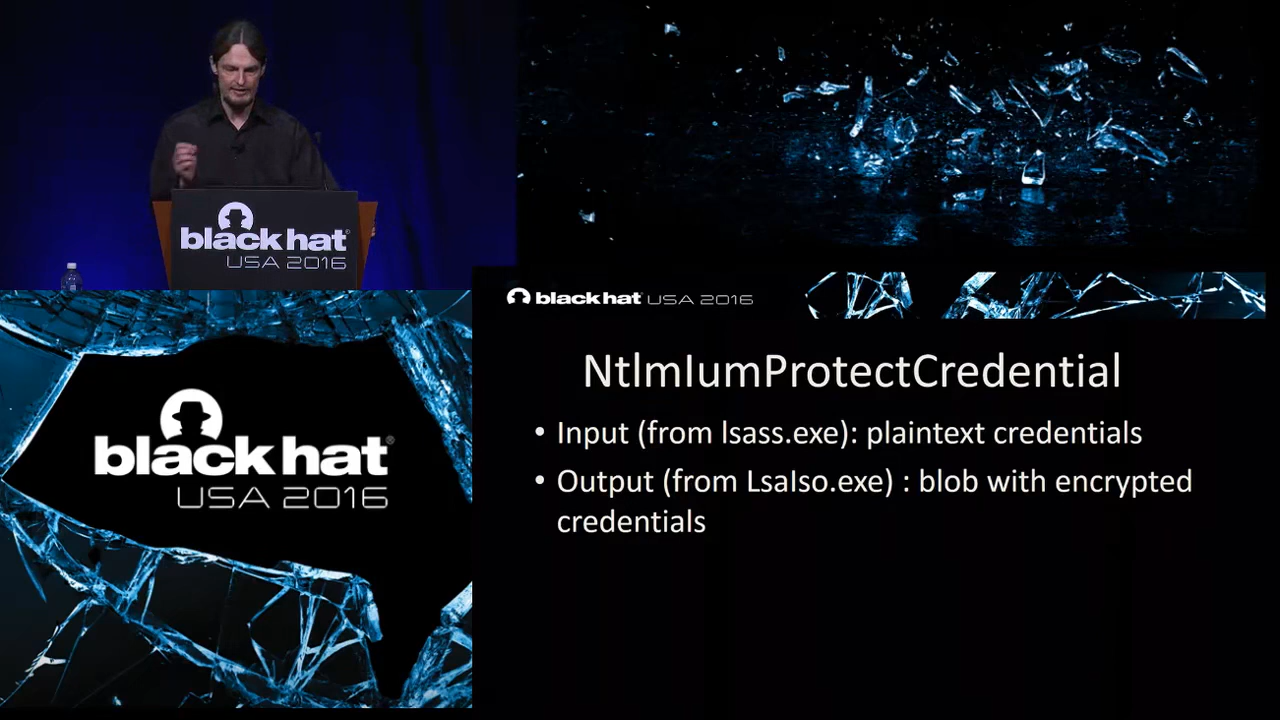 black hat
USA 2016
black hat USA 2016
NtlmIumProtectCredential
• Input (from lsass.exe): plaintext credentials
• Output (from LsaIso.exe) : blob with encrypted
credentials
black hat®
USA 2016